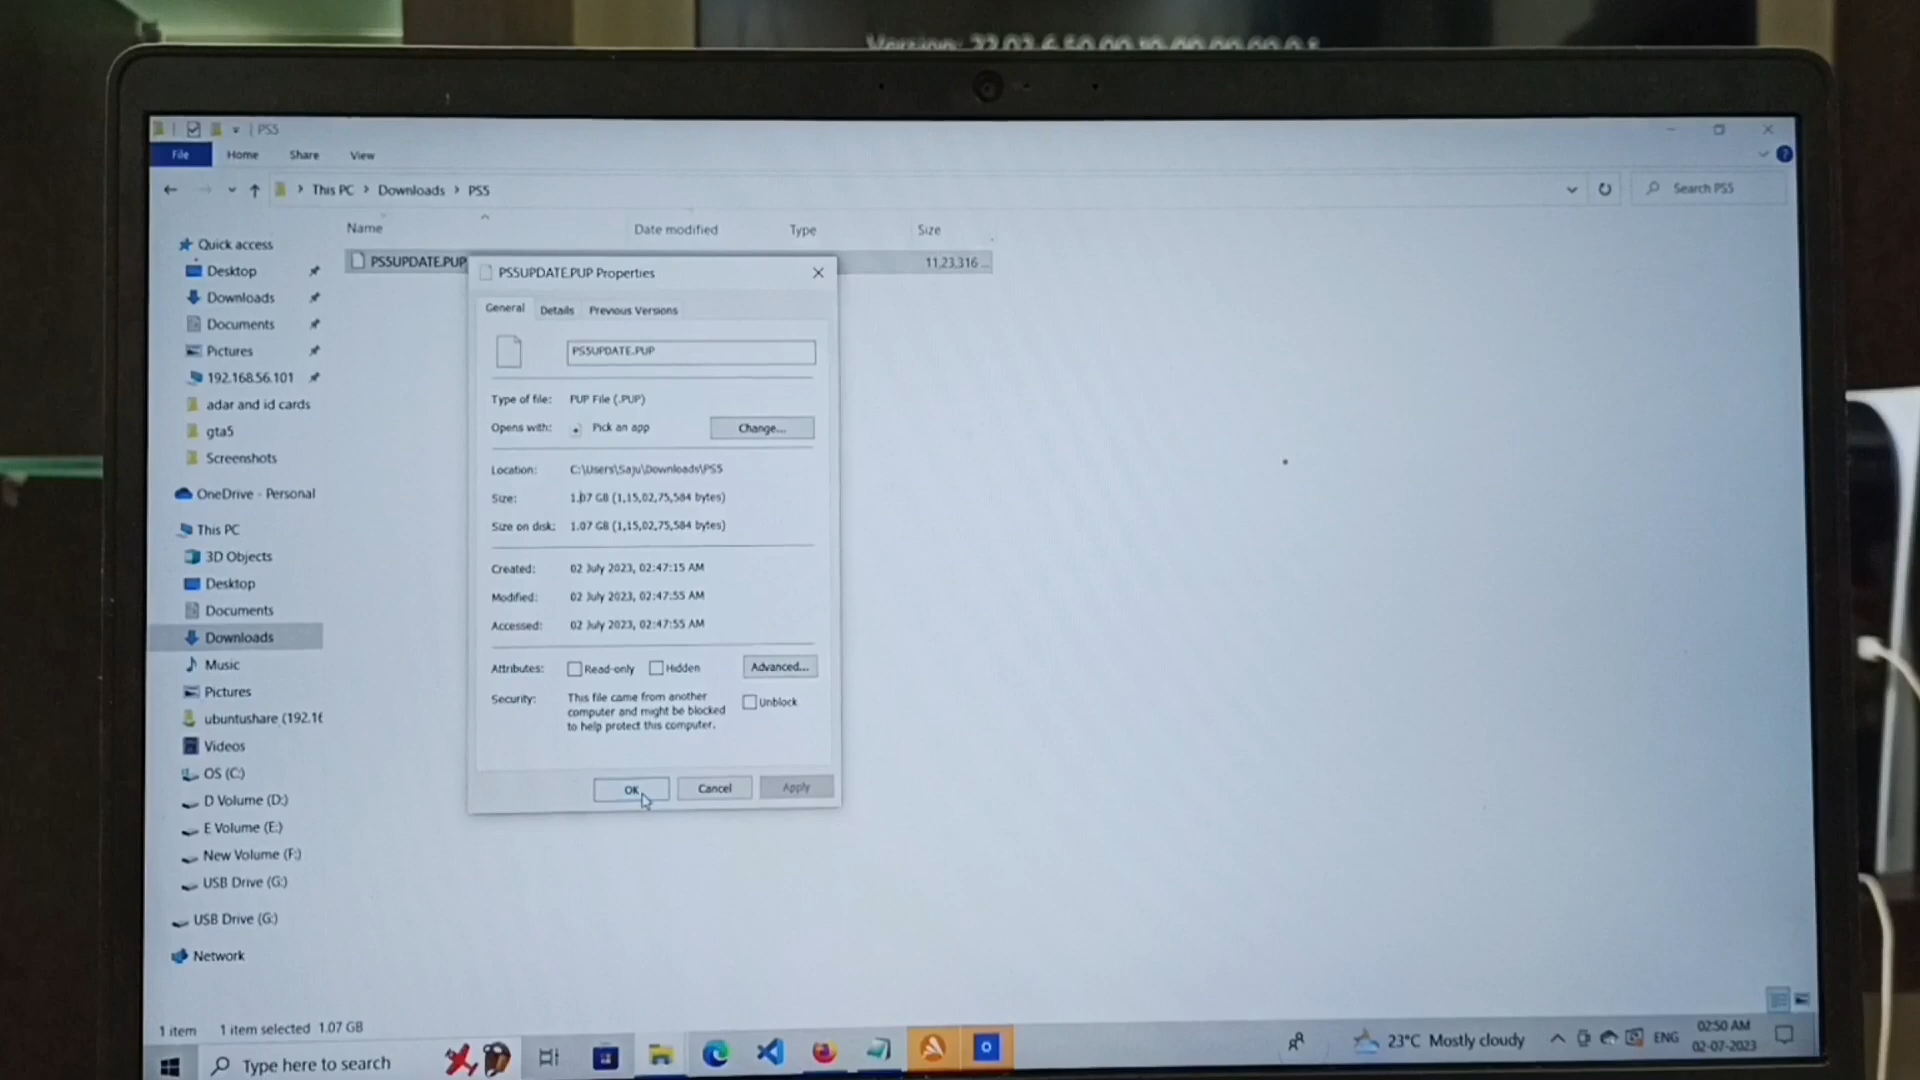 PS5
File Home Share View
This PC > Downloads > PS5
Search PS5
Name Date modified Type Size
PS5UPDATE.PUP 11,23,316 ...
Quick access
Desktop
Downloads
Documents
Pictures
192.168.56.101
adar and id cards
gta5
Screenshots
OneDrive - Personal
This PC
3D Objects
Desktop
Documents
Downloads
Music
Pictures
ubuntushare (192.16
Videos
OS (C:)
D Volume (D:)
E Volume (E:)
New Volume (F:)
USB Drive (G:)
USB Drive (G:)
Network
PS5UPDATE.PUP Properties
General Details Previous Versions
PS5UPDATE.PUP
Type of file: PUP File (.PUP)
Opens with: Pick an app Change...
Location: C:\Users\Saju\Downloads\PS5
Size: 1.07 GB (1,15,02,75,584 bytes)
Size on disk: 1.07 GB (1,15,02,75,584 bytes)
Created: 02 July 2023, 02:47:15 AM
Modified: 02 July 2023, 02:47:55 AM
Accessed: 02 July 2023, 02:47:55 AM
Attributes: Read-only Hidden Advanced...
Security: This file came from another
computer and might be blocked
to help protect this computer.
Unblock
OK Cancel Apply
1 item 1 item selected 1.07 GB
Type here to search
23°C Mostly cloudy
ENG
02:50 AM
02-07-2023